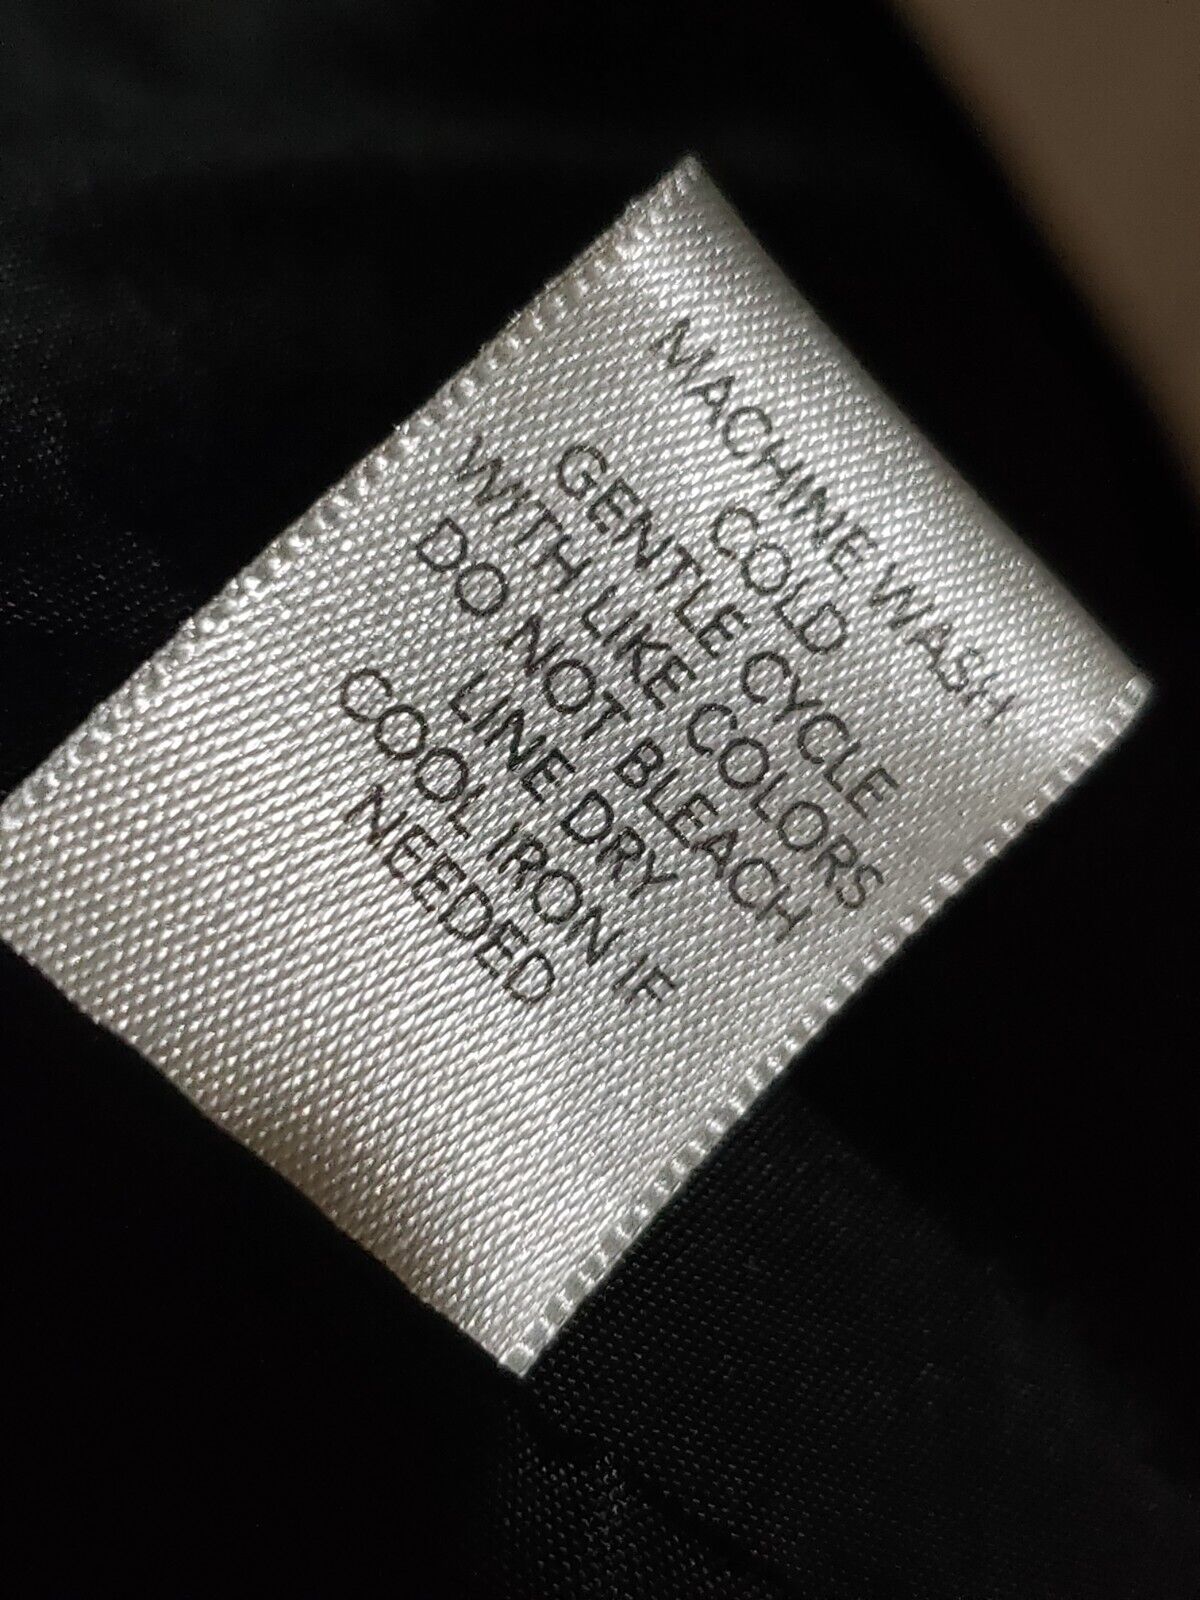 MACHINE WASH
COLD
GENTLE CYCLE
WITH LIKE COLORS
DO NOT BLEACH
LINE DRY
COOL IRON IF
NEEDED